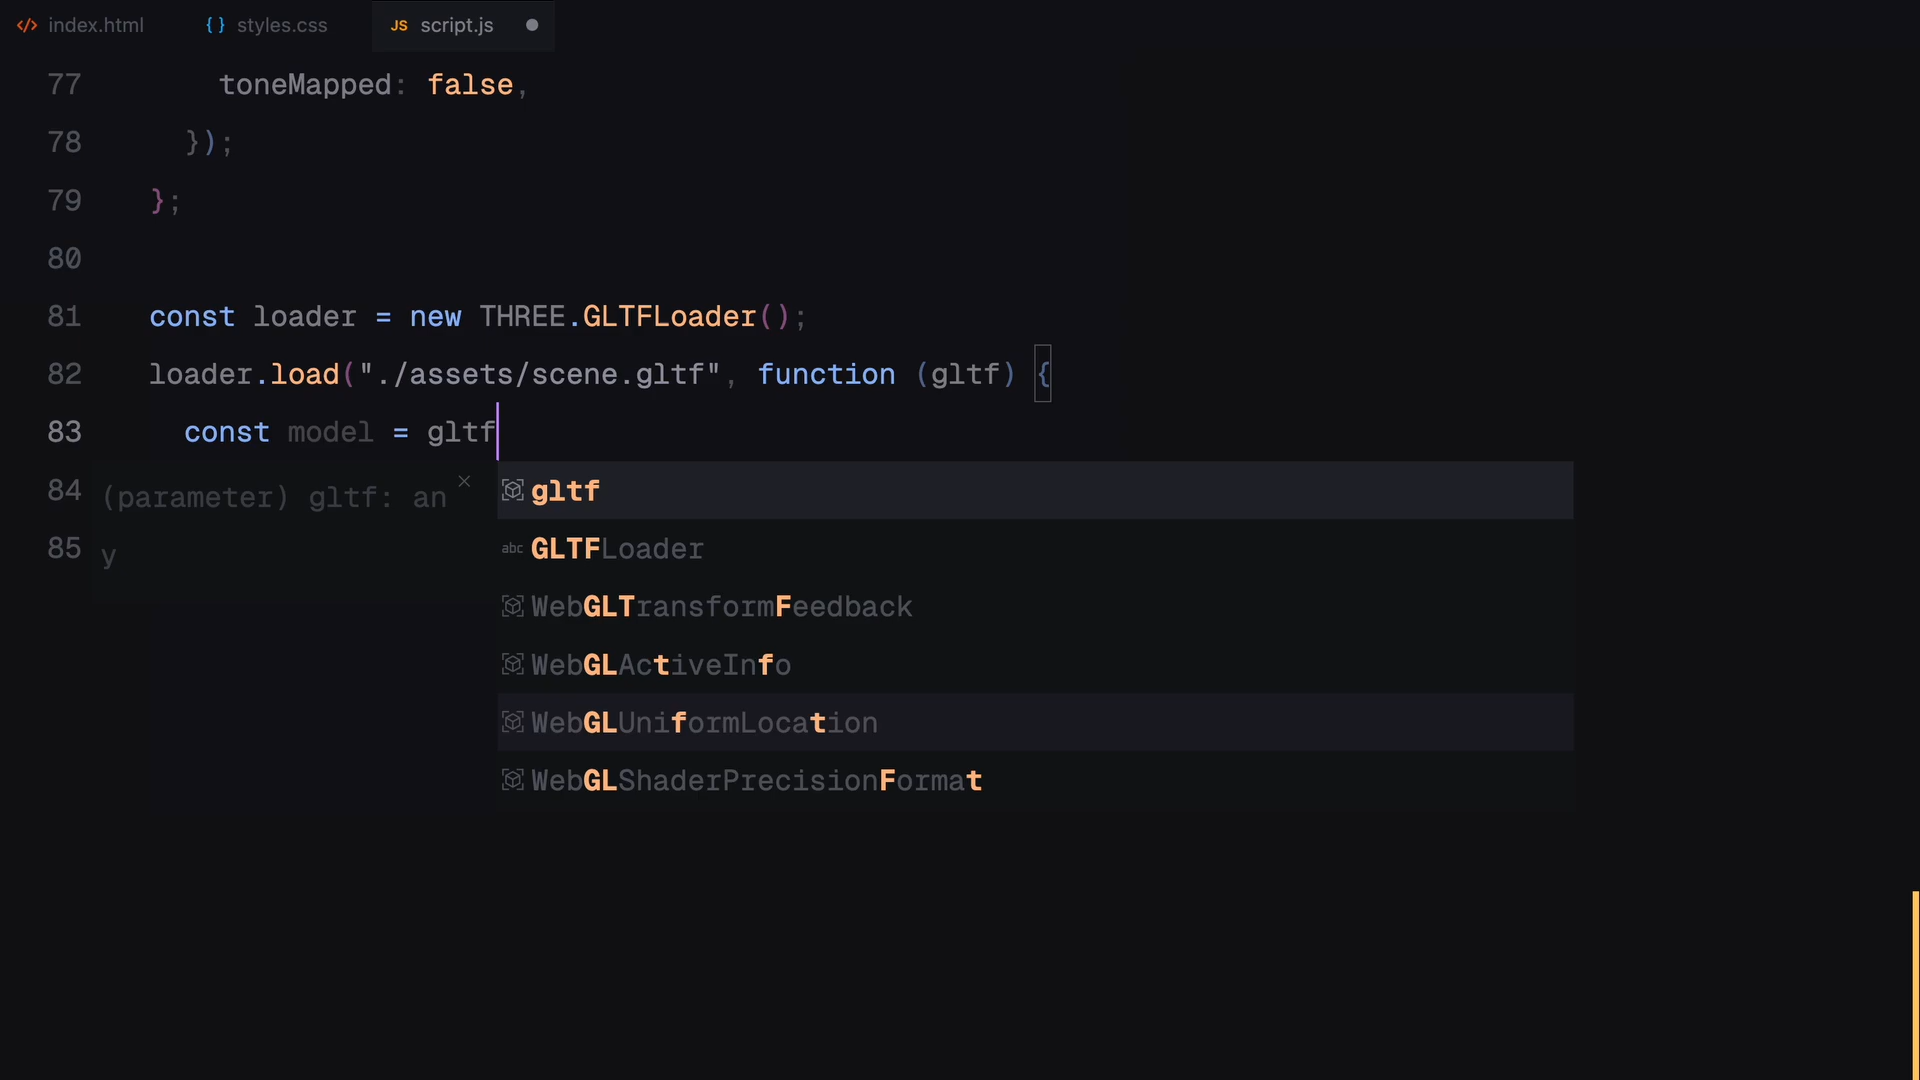 index.html styles.css JS script.js
77 toneMapped: false,
78 });
79 };
80
81 const loader = new THREE.GLTFLoader();
82 loader.load("./assets/scene.gltf", function (gltf) {
83 const model = gltf
84
85
(parameter) gltf: an
y
gltf
abc GLTFLoader
WebGLTransformFeedback
WebGLActiveInfo
WebGLUniformLocation
WebGLShaderPrecisionFormat